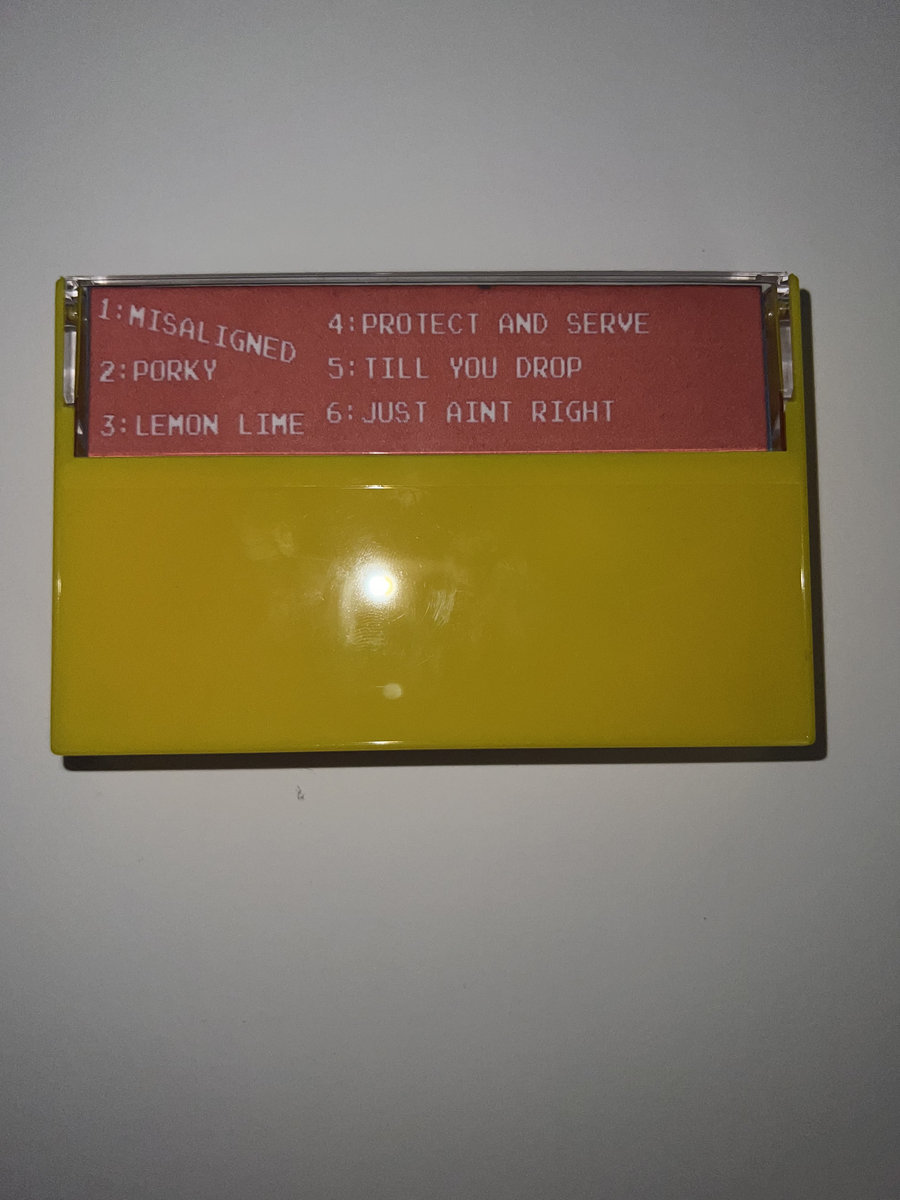 1:MISALIGNED
2:PORKY
3:LEMON LIME
4:PROTECT AND SERVE
5:TILL YOU DROP
6:JUST AINT RIGHT